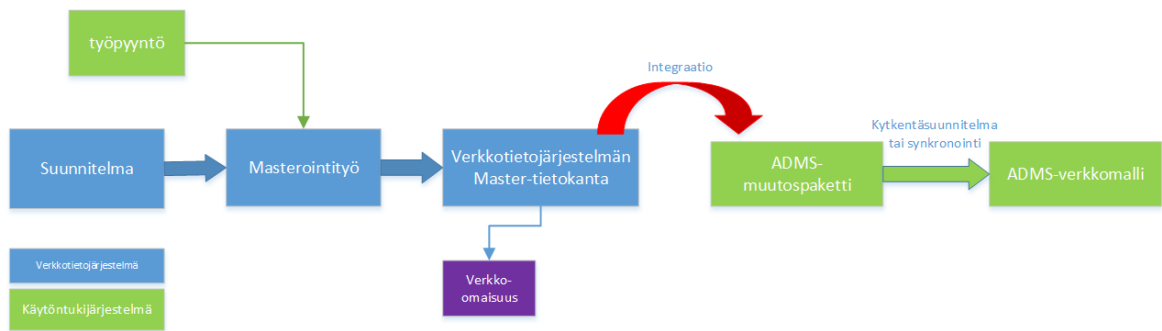 työpyyntö
Integraatio
Suunnitelma
Masterointityö
Verkkotietojärjestelmän
Master-tietokanta
ADMS-
muutospaketti
Kytkentäsuunnitelma
tai synkronointi
ADMS-verkkomalli
Verkko-
omaisuus
Verkkotietojärjestelmä
Käytöntukijärjestelmä